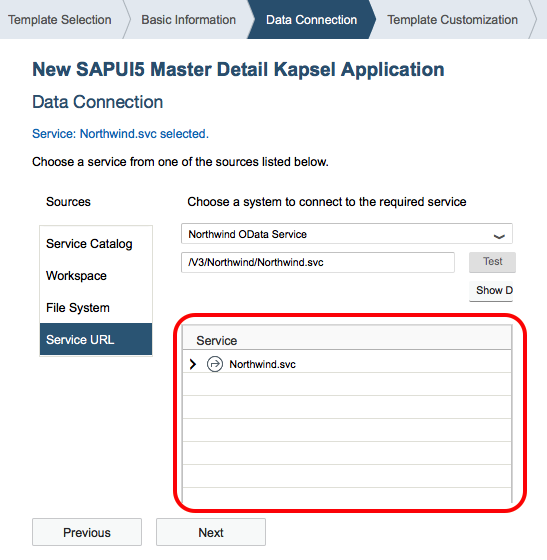 Template Selection
Basic Information
Data Connection
Template Customization
New SAPUI5 Master Detail Kapsel Application
Data Connection
Service: Northwind.svc selected.
Choose a service from one of the sources listed below.
Sources
Choose a system to connect to the required service
Service Catalog
Workspace
File System
Service URL
Northwind OData Service
/V3/Northwind/Northwind.svc
Test
Show D
Service
Northwind.svc
Previous
Next